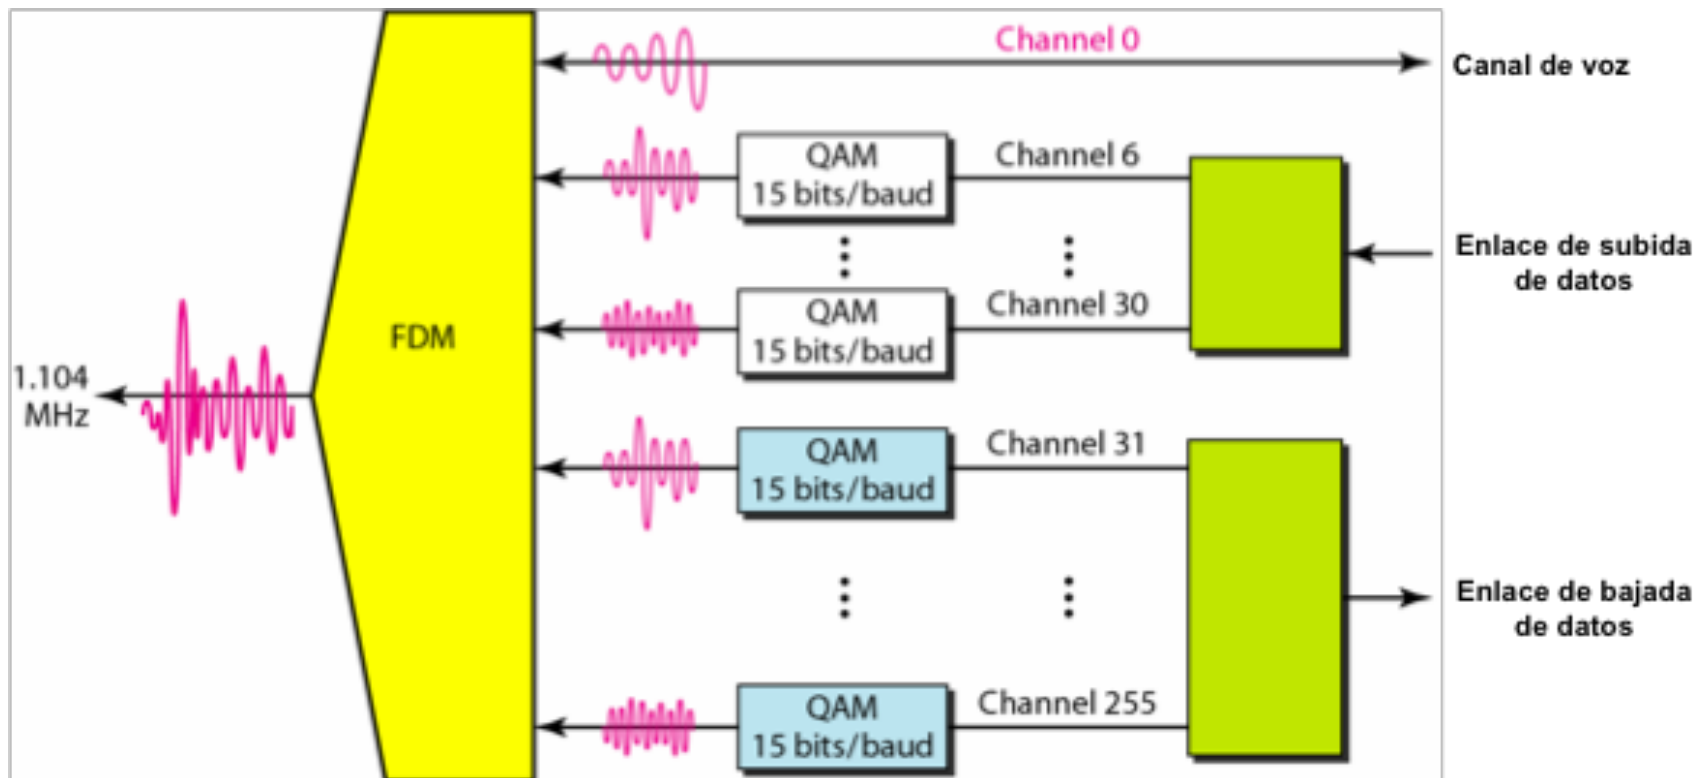 Channel 0
Canal de voz
QAM
15 bits/baud
Channel 6
Enlace de subida
de datos
QAM
15 bits/baud
Channel 30
FDM
1.104
MHz
QAM
15 bits/baud
Channel 31
Enlace de bajada
de datos
QAM
15 bits/baud
Channel 255